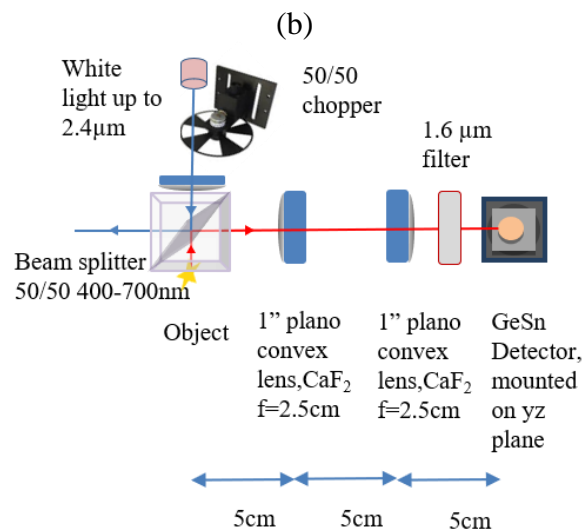 (b)
White
light up to
2.4µm
50/50
chopper
1.6 µm
filter
Beam splitter
50/50 400-700nm
Object
1” plano
convex
lens,CaF₂
f=2.5cm
1” plano
convex
lens,CaF₂
f=2.5cm
GeSn
Detector,
mounted
on yz
plane
5cm
5cm
5cm